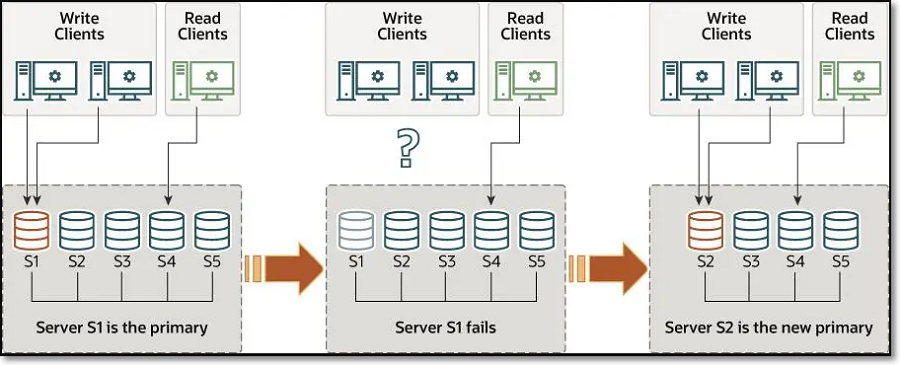 Write
Clients
Read
Clients
S1 S2 S3 S4 S5
Server S1 is the primary
Write
Clients
Read
Clients
?
S1 S2 S3 S4 S5
Server S1 fails
Write
Clients
Read
Clients
S2 S3 S4 S5
Server S2 is the new primary